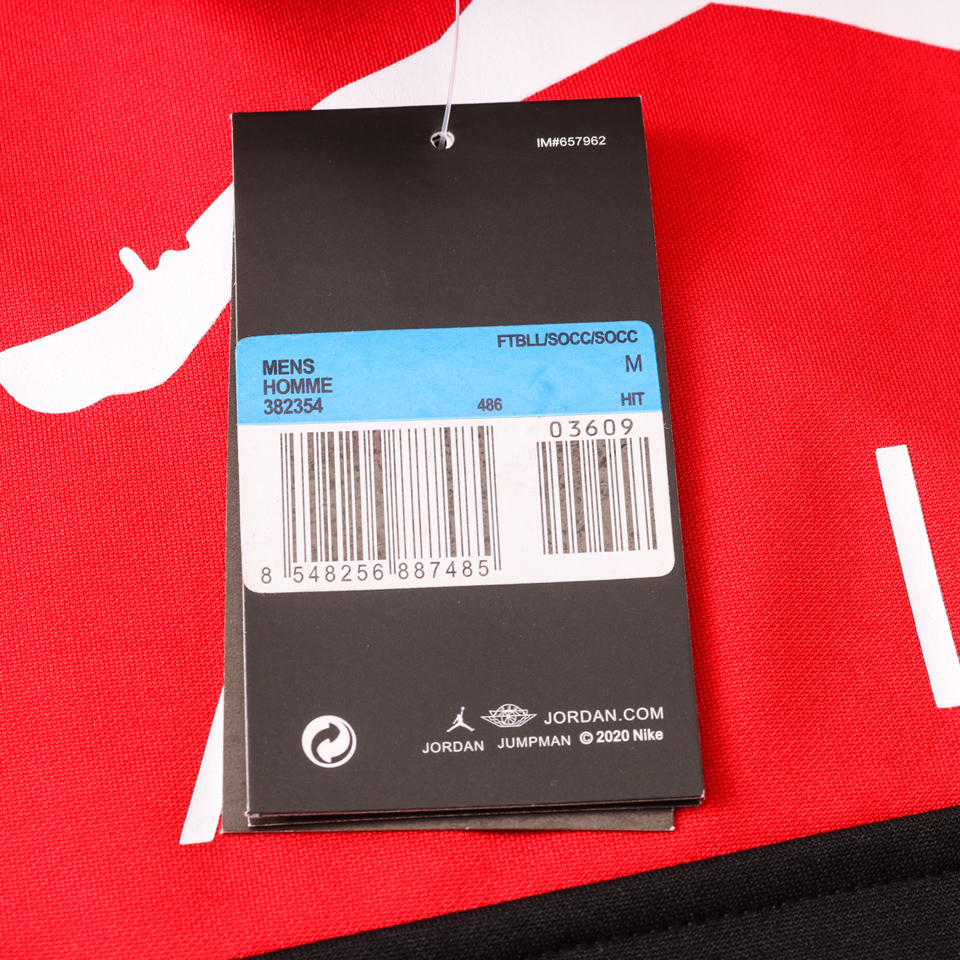 IM#657962
FTBLL/SOCC/SOCC
MENS M
HOMME
382354 486 HIT
03609
8 548256 887485
JORDAN.COM
JORDAN JUMPMAN © 2020 Nike